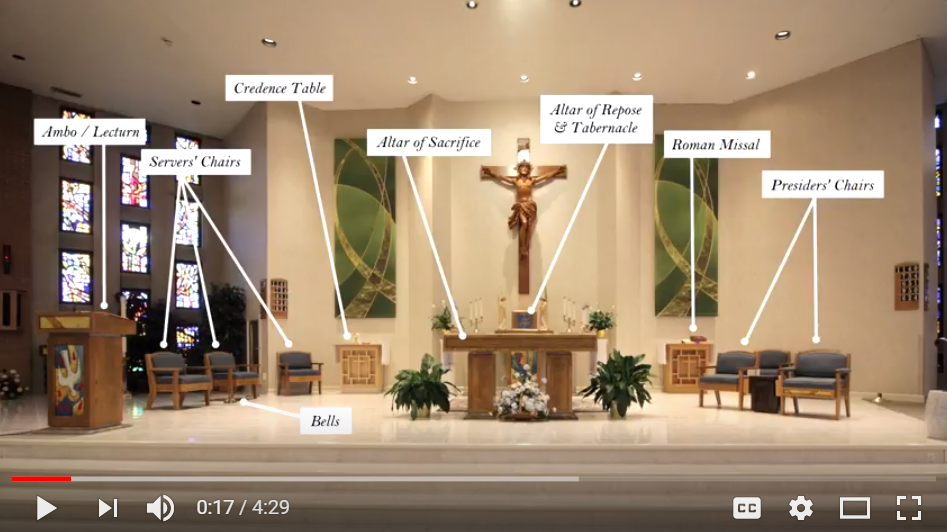 Credence Table
Altar of Repose
& Tabernacle
Ambo / Lecturn
Altar of Sacrifice
Roman Missal
Servers' Chairs
Presiders' Chairs
Bells
0:17 / 4:29
CC